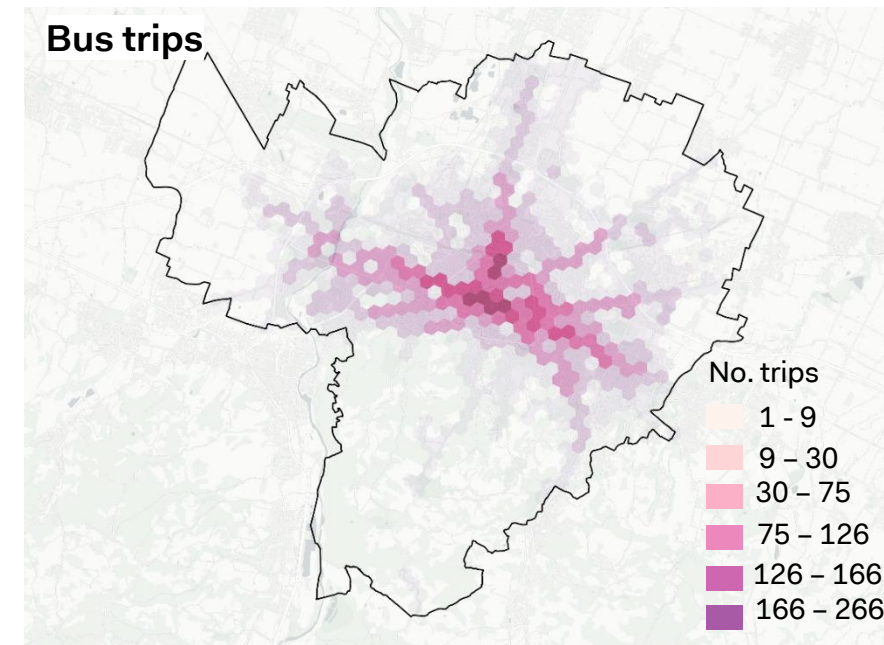 Bus trips
No. trips
1 - 9
9 – 30
30 – 75
75 – 126
126 – 166
166 – 266